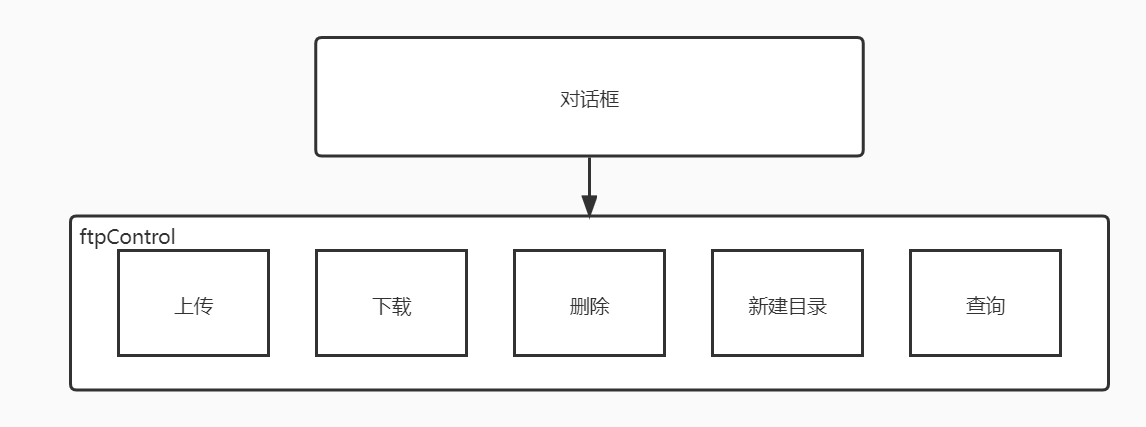 对话框
ftpControl
上传
下载
删除
新建目录
查询